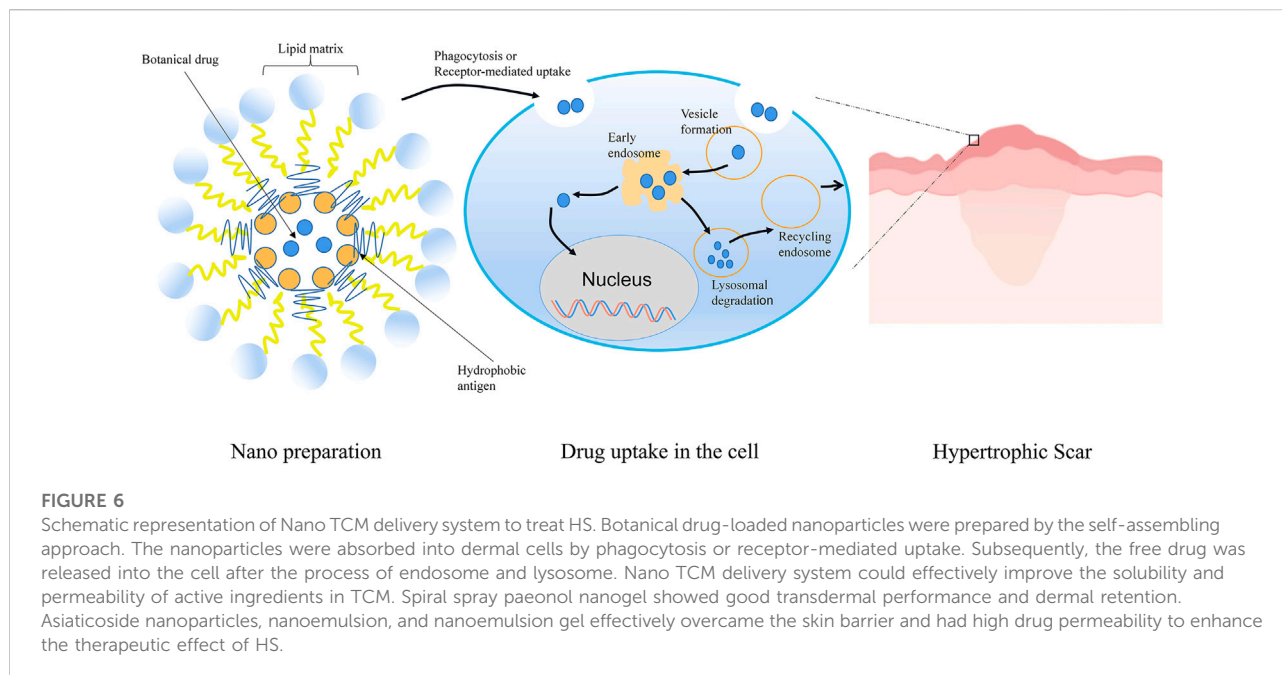 Lipid matrix
Botanical drug
Phagocytosis or
Receptor-mediated uptake
Vesicle
formation
Early
endosome
Recycling
endosome
Nucleus
Lysosomal
degradation
Hydrophobic
antigen
Nano preparation
Drug uptake in the cell
Hypertrophic Scar
FIGURE 6
Schematic representation of Nano TCM delivery system to treat HS. Botanical drug-loaded nanoparticles were prepared by the self-assembling
approach. The nanoparticles were absorbed into dermal cells by phagocytosis or receptor-mediated uptake. Subsequently, the free drug was
released into the cell after the process of endosome and lysosome. Nano TCM delivery system could effectively improve the solubility and
permeability of active ingredients in TCM. Spiral spray paeonol nanogel showed good transdermal performance and dermal retention.
Asiaticoside nanoparticles, nanoemulsion, and nanoemulsion gel effectively overcame the skin barrier and had high drug permeability to enhance
the therapeutic effect of HS.